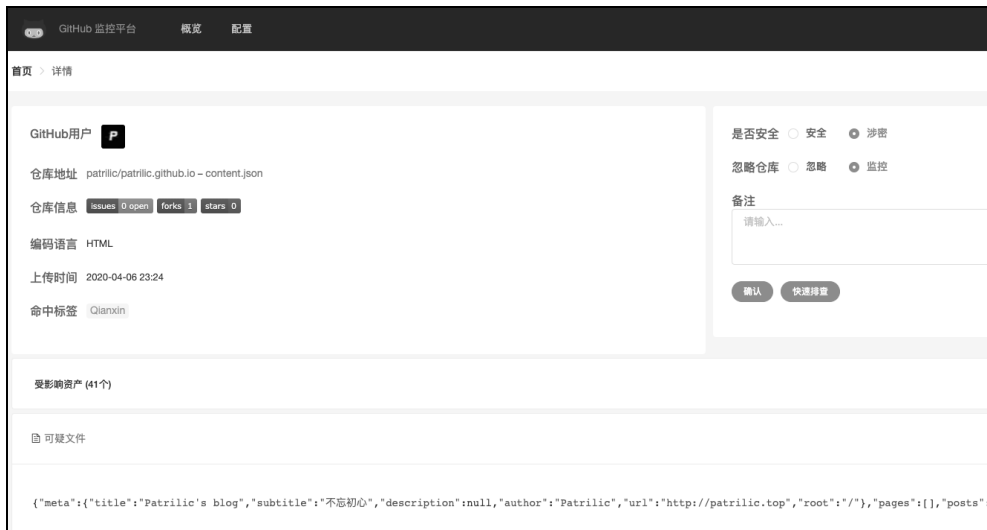 GitHub 监控平台 概览 配置
首页 > 详情
GitHub用户 P
仓库地址 patrilic/patrilic.github.io – content.json
仓库信息 issues 0 open forks 1 stars 0
编码语言 HTML
上传时间 2020-04-06 23:24
命中标签 Qianxin
是否安全 安全 涉密
忽略仓库 忽略 监控
备注
请输入...
确认 快速排查
受影响资产 (41个)
可疑文件
{"meta":{"title":"Patrilic's blog","subtitle":"不忘初心","description":null,"author":"Patrilic","url":"http://patrilic.top","root":"/"},"pages":[],"posts"